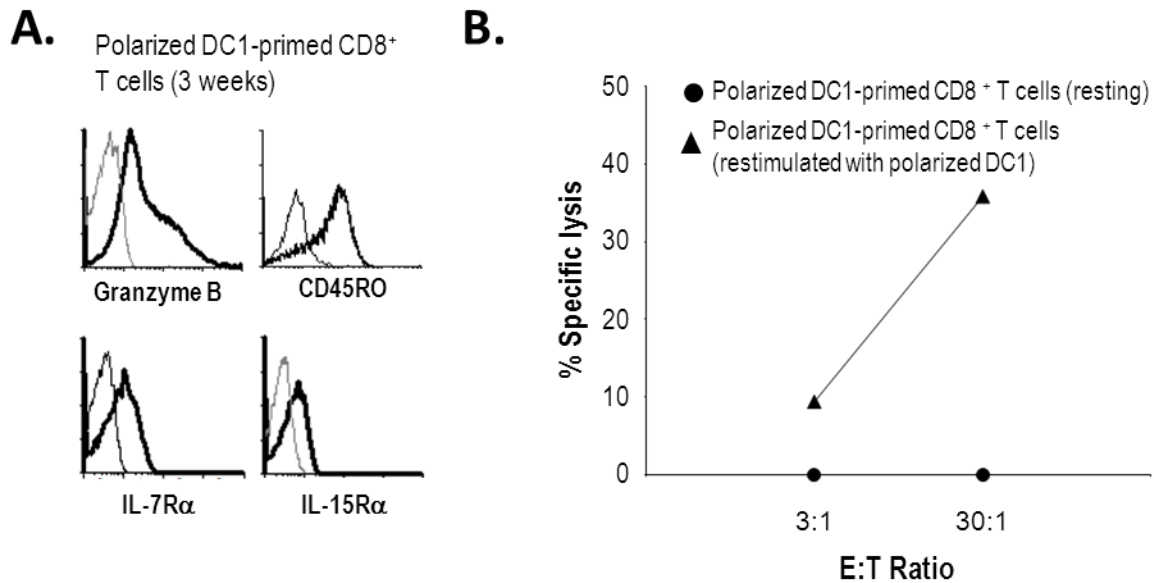 A.
Polarized DC1-primed CD8+
T cells (3 weeks)
Granzyme B
CD45RO
IL-7Rα
IL-15Rα
B.
50
40
30
20
10
0
% Specific lysis
Polarized DC1-primed CD8 + T cells (resting)
Polarized DC1-primed CD8 + T cells
(restimulated with polarized DC1)
3:1
30:1
E:T Ratio